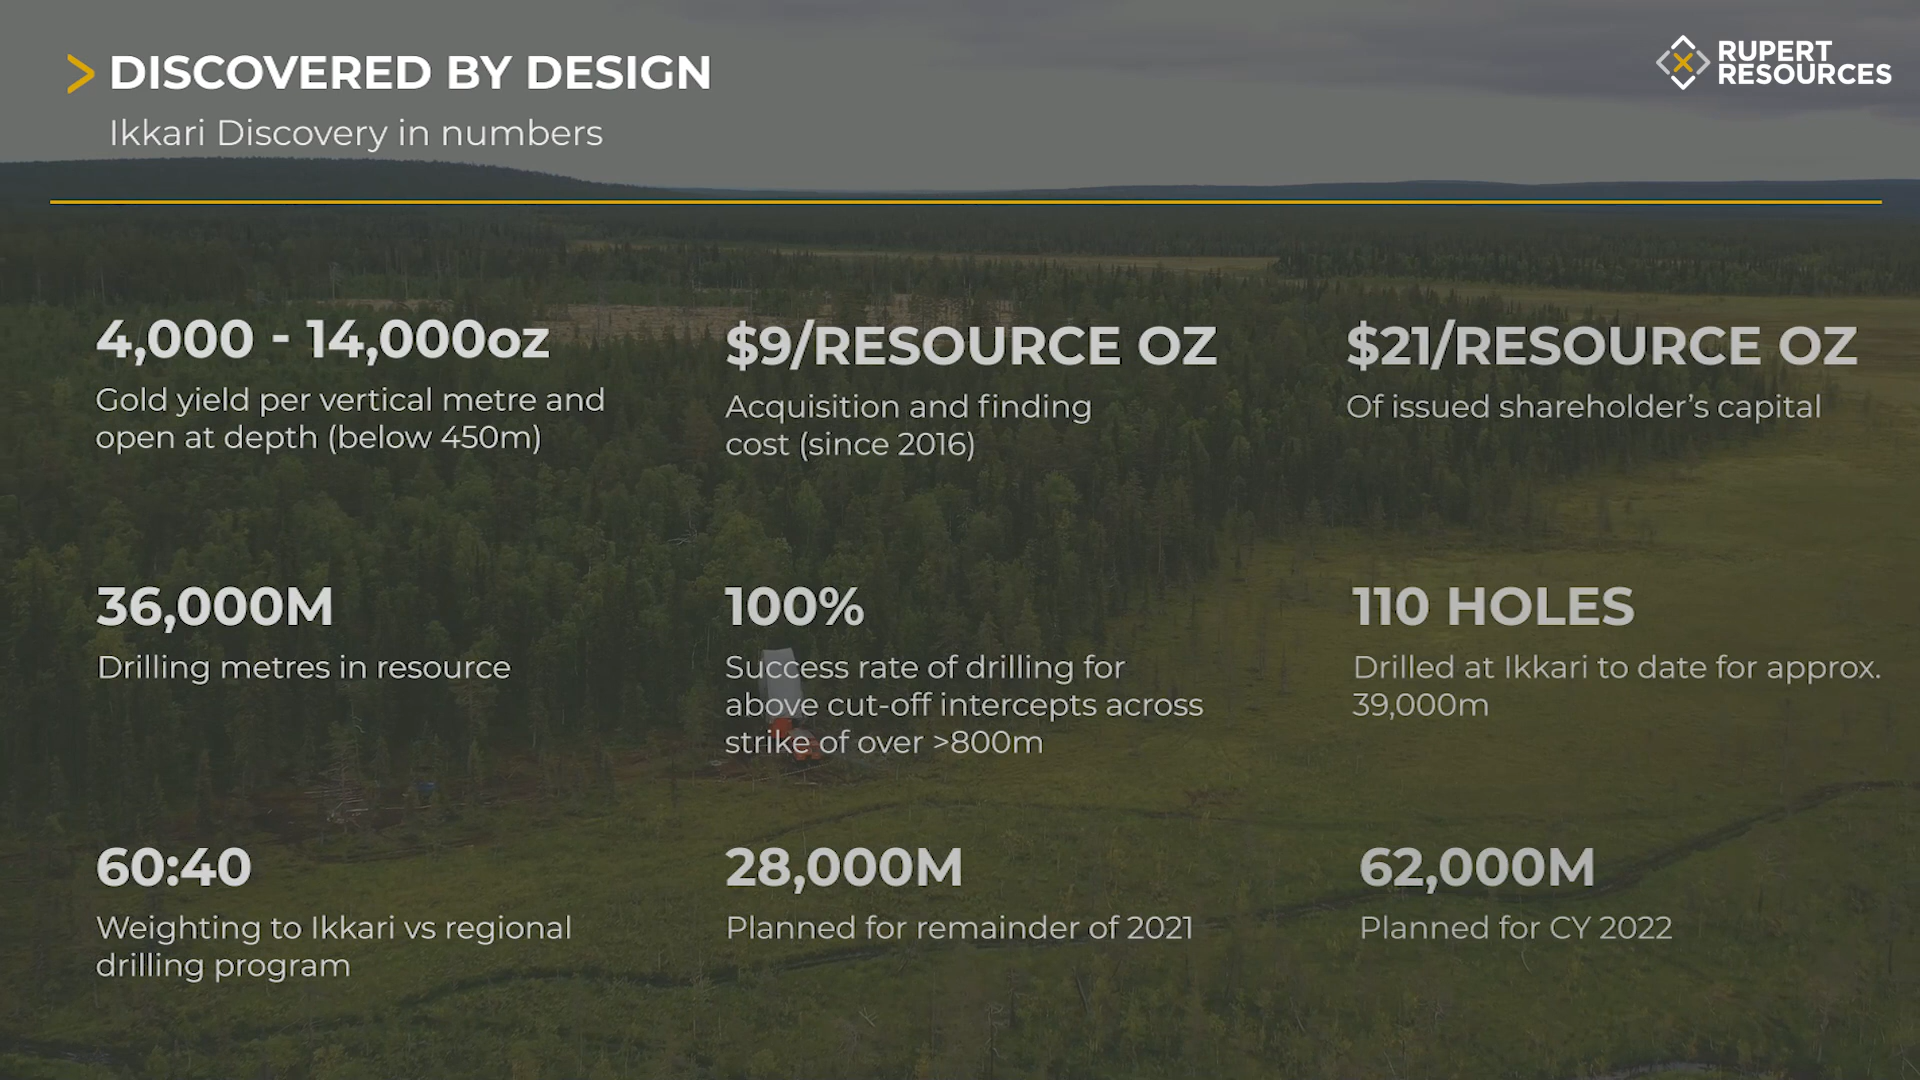 DISCOVERED BY DESIGN
Ikkari Discovery in numbers
RUPERT
RESOURCES
4,000 - 14,000oz
Gold yield per vertical metre and
open at depth (below 450m)
$9/RESOURCE OZ
Acquisition and finding
cost (since 2016)
$21/RESOURCE OZ
Of issued shareholder’s capital
36,000M
Drilling metres in resource
100%
Success rate of drilling for
above cut-off intercepts across
strike of over >800m
110 HOLES
Drilled at Ikkari to date for approx.
39,000m
60:40
Weighting to Ikkari vs regional
drilling program
28,000M
Planned for remainder of 2021
62,000M
Planned for CY 2022